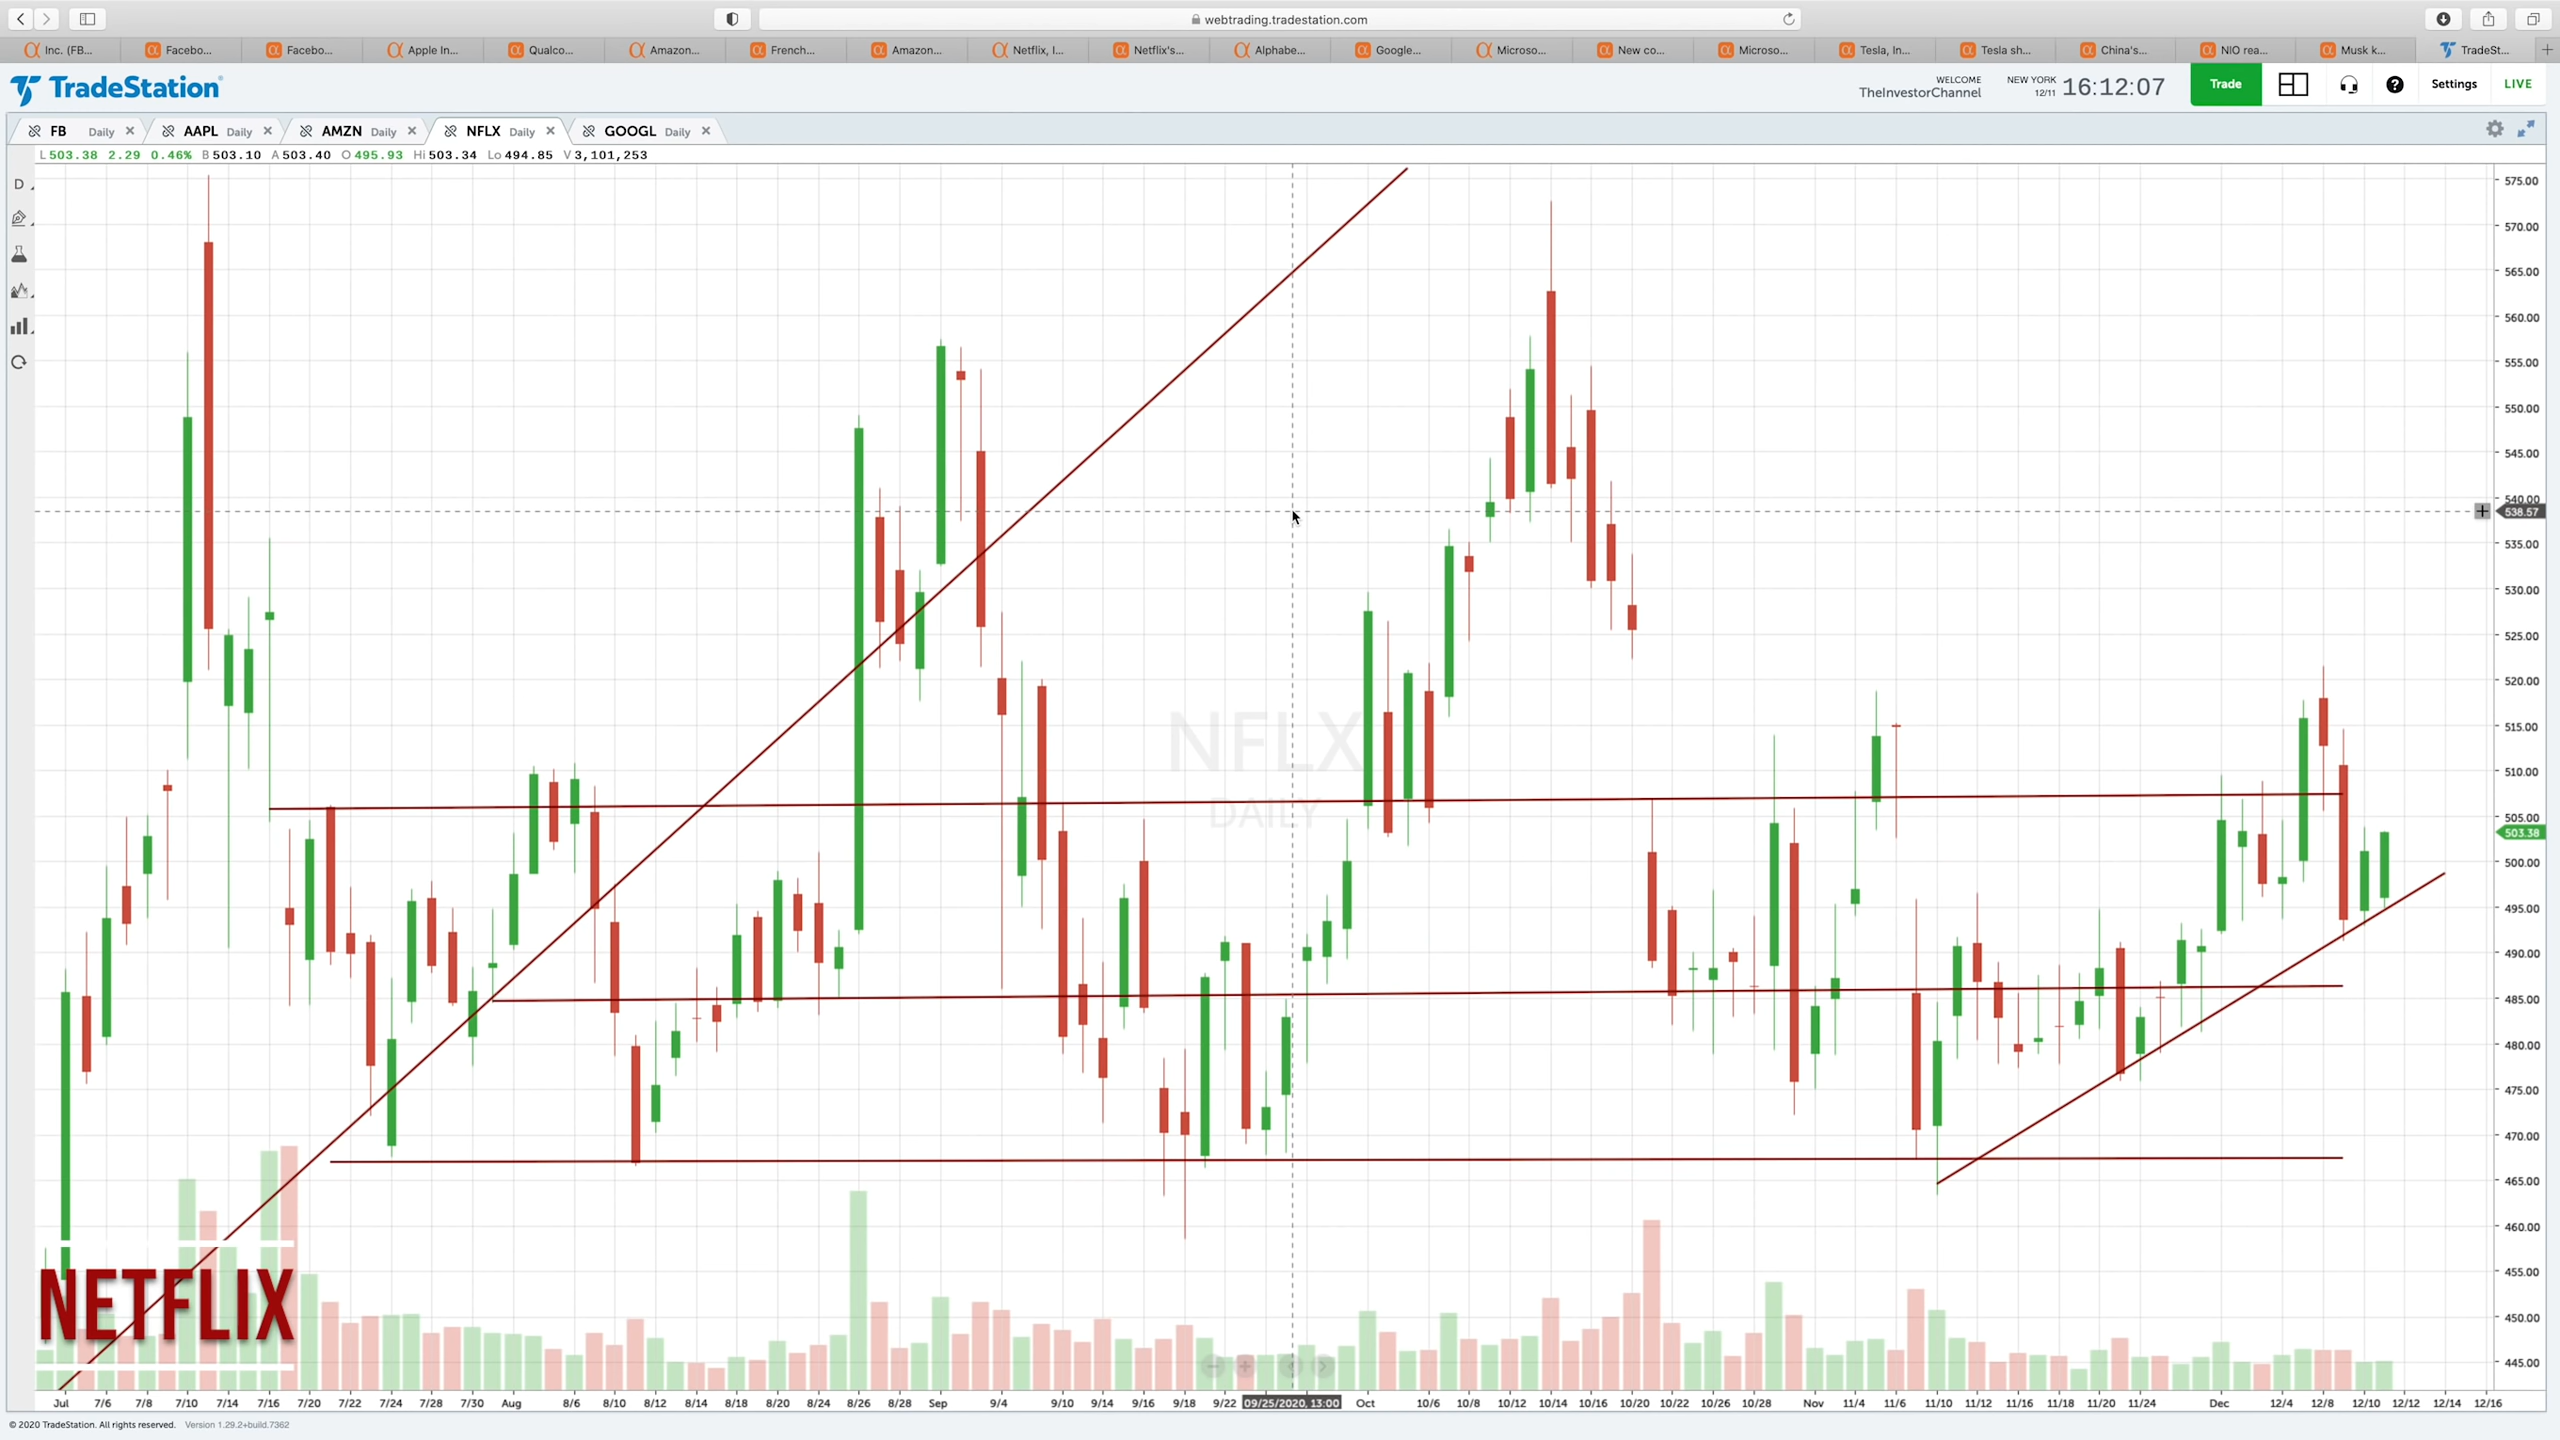 webtrading.tradestation.com
Inc. (FB... Facebo... Facebo... Apple In... Qualco... Amazon... French... Amazon... Netflix, I... Netflix's... Alphabe... Google... Microso... New co... Microso... Tesla, In... Tesla sh... China's... NIO rea... Musk k... TradeSt...
TradeStation
WELCOME
TheInvestorChannel
NEW YORK
12/11
16:12:07
Trade
Settings
LIVE
FB Daily AAPL Daily AMZN Daily NFLX Daily GOOGL Daily
L 503.38 2.29 0.46% B 503.10 A 503.40 O 495.93 Hi 503.34 Lo 494.85 V 3,101,253
D
575.00
570.00
565.00
560.00
555.00
550.00
545.00
540.00
538.57
535.00
530.00
525.00
520.00
515.00
510.00
505.00
503.38
500.00
495.00
490.00
485.00
480.00
475.00
470.00
465.00
460.00
455.00
450.00
445.00
NFLX
DAILY
NETFLIX
Jul 7/6 7/8 7/10 7/14 7/16 7/20 7/22 7/24 7/28 7/30 Aug 8/6 8/8 8/12 8/14 8/18 8/20 8/24 8/26 8/28 Sep 9/4 9/10 9/14 9/16 9/18 9/22 09/25/2020, 13:00 Oct 10/6 10/8 10/12 10/14 10/16 10/20 10/22 10/26 10/28 Nov 11/4 11/6 11/10 11/12 11/16 11/18 11/20 11/24 Dec 12/4 12/8 12/10 12/12 12/14 12/16
© 2020 TradeStation. All rights reserved. Version 1.29.2+build.7362